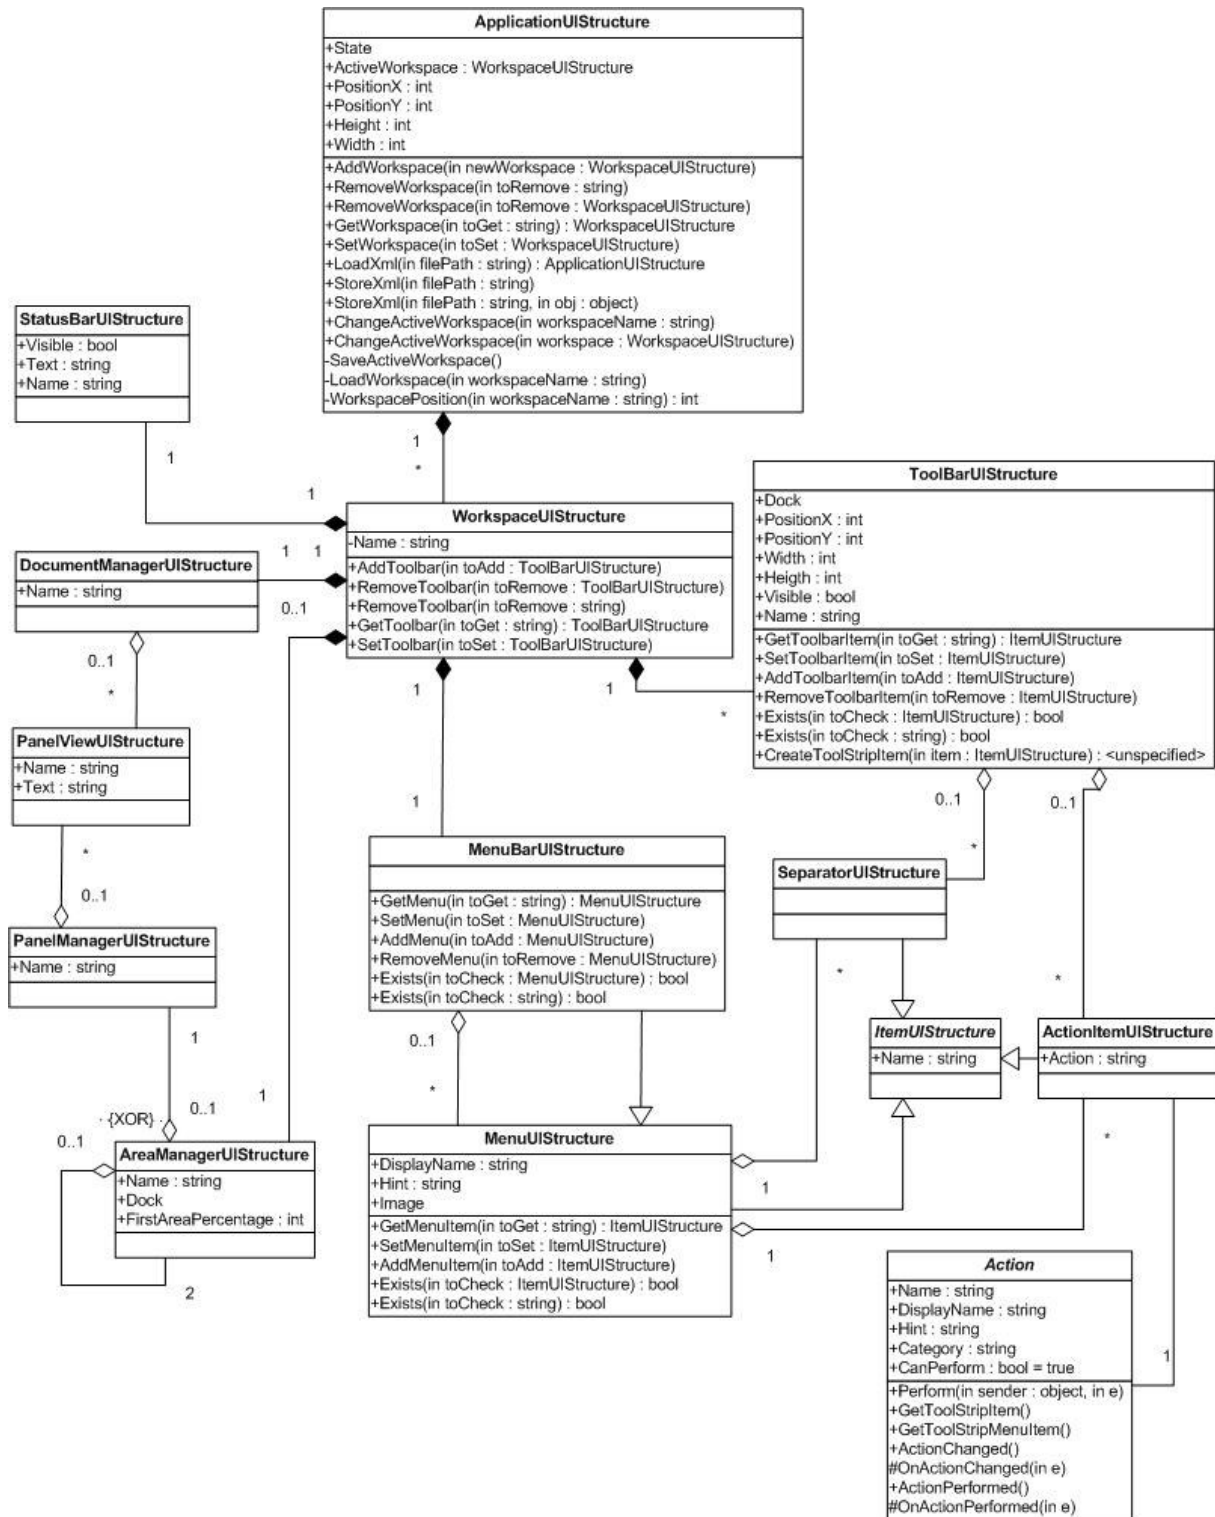 ApplicationUIStructure
+State
+ActiveWorkspace : WorkspaceUIStructure
+PositionX : int
+PositionY : int
+Height : int
+Width : int
+AddWorkspace(in newWorkspace : WorkspaceUIStructure)
+RemoveWorkspace(in toRemove : string)
+RemoveWorkspace(in toRemove : WorkspaceUIStructure)
+GetWorkspace(in toGet : string) : WorkspaceUIStructure
+SetWorkspace(in toSet : WorkspaceUIStructure)
+LoadXml(in filePath : string) : ApplicationUIStructure
+StoreXml(in filePath : string)
+StoreXml(in filePath : string, in obj : object)
+ChangeActiveWorkspace(in workspaceName : string)
+ChangeActiveWorkspace(in workspace : WorkspaceUIStructure)
-SaveActiveWorkspace()
-LoadWorkspace(in workspaceName : string)
-WorkspacePosition(in workspaceName : string) : int
StatusBarUIStructure
+Visible : bool
+Text : string
+Name : string
1
*
1
1
WorkspaceUIStructure
-Name : string
+AddToolbar(in toAdd : ToolBarUIStructure)
+RemoveToolbar(in toRemove : ToolBarUIStructure)
+RemoveToolbar(in toRemove : string)
+GetToolbar(in toGet : string) : ToolBarUIStructure
+SetToolbar(in toSet : ToolBarUIStructure)
ToolBarUIStructure
+Dock
+PositionX : int
+PositionY : int
+Width : int
+Heigth : int
+Visible : bool
+Name : string
+GetToolbarItem(in toGet : string) : ItemUIStructure
+SetToolbarItem(in toSet : ItemUIStructure)
+AddToolbarItem(in toAdd : ItemUIStructure)
+RemoveToolbarItem(in toRemove : ItemUIStructure)
+Exists(in toCheck : ItemUIStructure) : bool
+Exists(in toCheck : string) : bool
+CreateToolStripItem(in item : ItemUIStructure) : <unspecified>
DocumentManagerUIStructure
+Name : string
1 1
0..1
0..1
*
1
1
*
PanelViewUIStructure
+Name : string
+Text : string
*
0..1
1
0..1
0..1
*
MenuBarUIStructure
+GetMenu(in toGet : string) : MenuUIStructure
+SetMenu(in toSet : MenuUIStructure)
+AddMenu(in toAdd : MenuUIStructure)
+RemoveMenu(in toRemove : MenuUIStructure)
+Exists(in toCheck : MenuUIStructure) : bool
+Exists(in toCheck : string) : bool
SeparatorUIStructure
*
*
PanelManagerUIStructure
+Name : string
1
0..1
1
{XOR}
0..1
0..1
*
ItemUIStructure
+Name : string
ActionItemUIStructure
+Action : string
AreaManagerUIStructure
+Name : string
+Dock
+FirstAreaPercentage : int
2
MenuUIStructure
+DisplayName : string
+Hint : string
+Image
+GetMenuItem(in toGet : string) : ItemUIStructure
+SetMenuItem(in toSet : ItemUIStructure)
+AddMenuItem(in toAdd : ItemUIStructure)
+Exists(in toCheck : ItemUIStructure) : bool
+Exists(in toCheck : string) : bool
*
1
1
1
Action
+Name : string
+DisplayName : string
+Hint : string
+Category : string
+CanPerform : bool = true
+Perform(in sender : object, in e)
+GetToolStripItem()
+GetToolStripMenuItem()
+ActionChanged()
#OnActionChanged(in e)
+ActionPerformed()
#OnActionPerformed(in e)